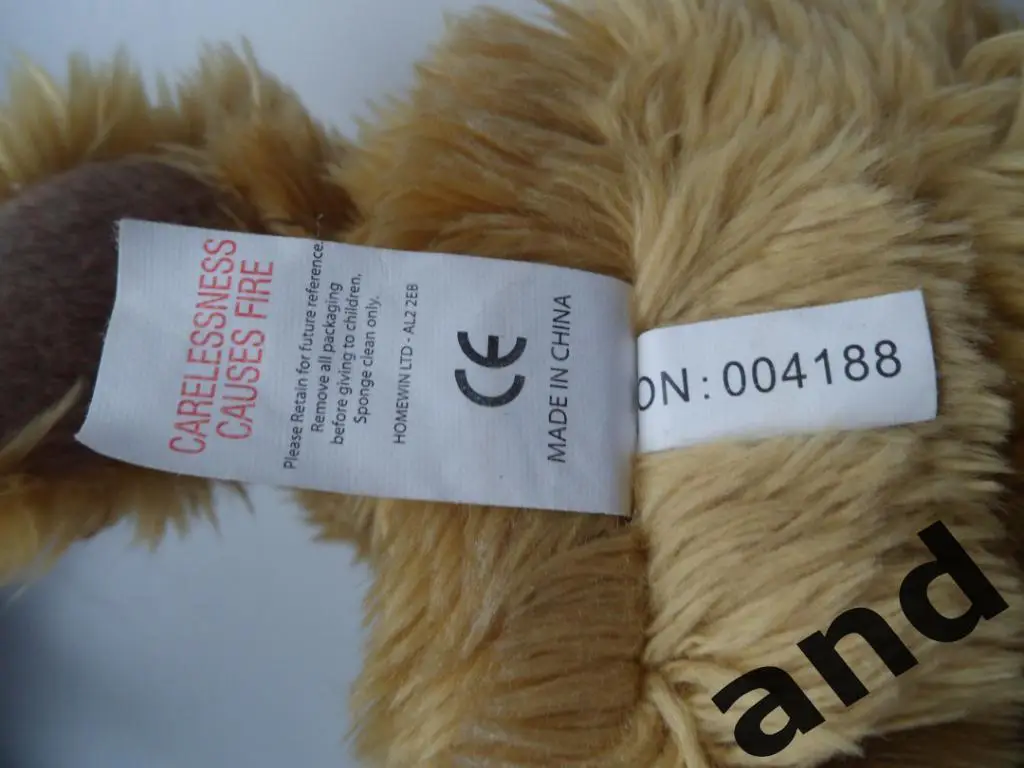 CARELESSNESS
CAUSES FIRE
Please Retain for future reference.
Remove all packaging
before giving to children.
Sponge clean only.
HOMEWIN LTD - AL2 2EB
CE
MADE IN CHINA
ON: 004188
and